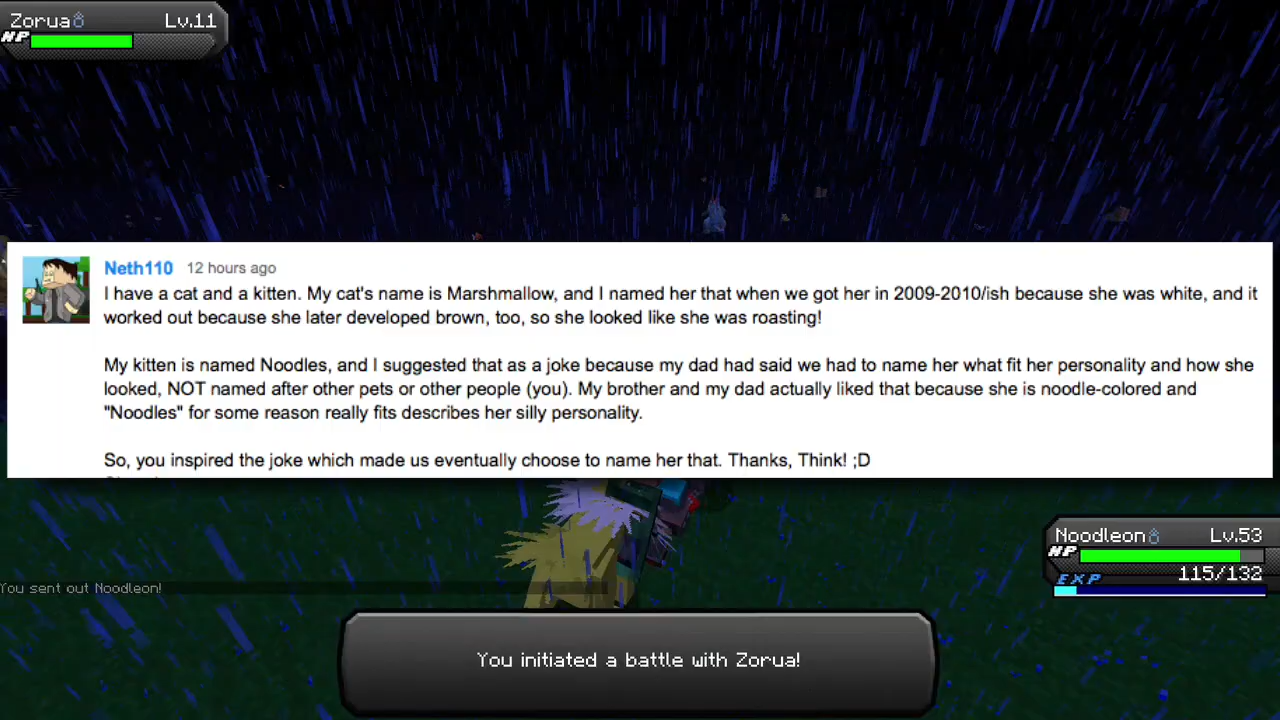 Zorua Lv.11
HP
Neth110 12 hours ago
I have a cat and a kitten. My cat's name is Marshmallow, and I named her that when we got her in 2009-2010/ish because she was white, and it
worked out because she later developed brown, too, so she looked like she was roasting!
My kitten is named Noodles, and I suggested that as a joke because my dad had said we had to name her what fit her personality and how she
looked, NOT named after other pets or other people (you). My brother and my dad actually liked that because she is noodle-colored and
"Noodles" for some reason really fits describes her silly personality.
So, you inspired the joke which made us eventually choose to name her that. Thanks, Think! ;D
Noodleon Lv.53
HP
115/132
EXP
You sent out Noodleon!
You initiated a battle with Zorua!